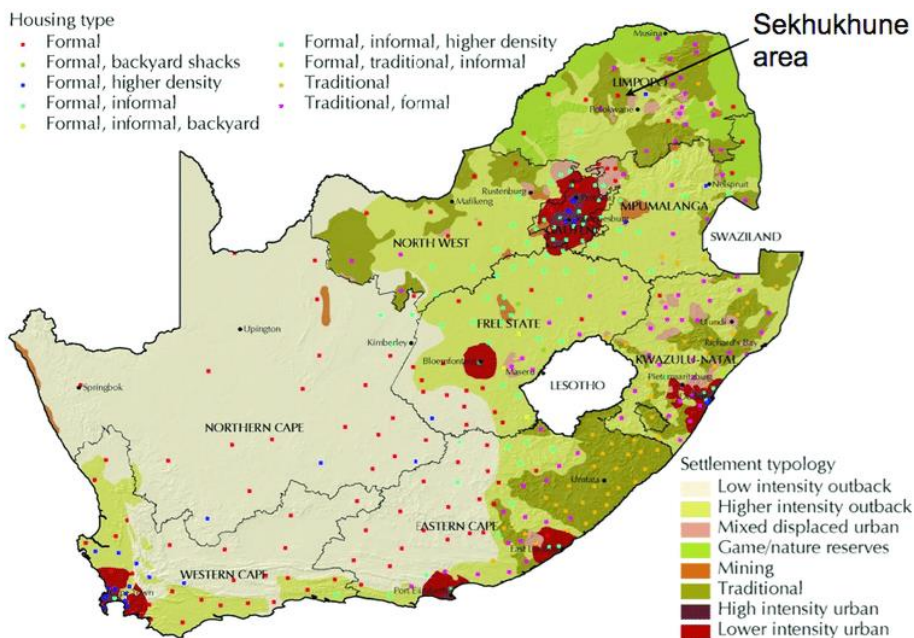 Housing type
Formal
Formal, backyard shacks
Formal, higher density
Formal, informal
Formal, informal, backyard
Formal, informal, higher density
Formal, traditional, informal
Traditional
Traditional, formal
Sekhukhune
area
Musina
LIMPOPO
Polokwane
Nelspruit
Rustenburg
Mafikeng
MPUMALANGA
SWAZILAND
NORTH WEST
Upington
Kimberley
FREE STATE
Bloemfontein
Maseru
LESOTHO
Ulundi
Richard's Bay
KWAZULU-NATAL
Pietermaritzburg
Springbok
NORTHERN CAPE
Umtata
EASTERN CAPE
East London
WESTERN CAPE
Port Elizabeth
Settlement typology
Low intensity outback
Higher intensity outback
Mixed displaced urban
Game/nature reserves
Mining
Traditional
High intensity urban
Lower intensity urban